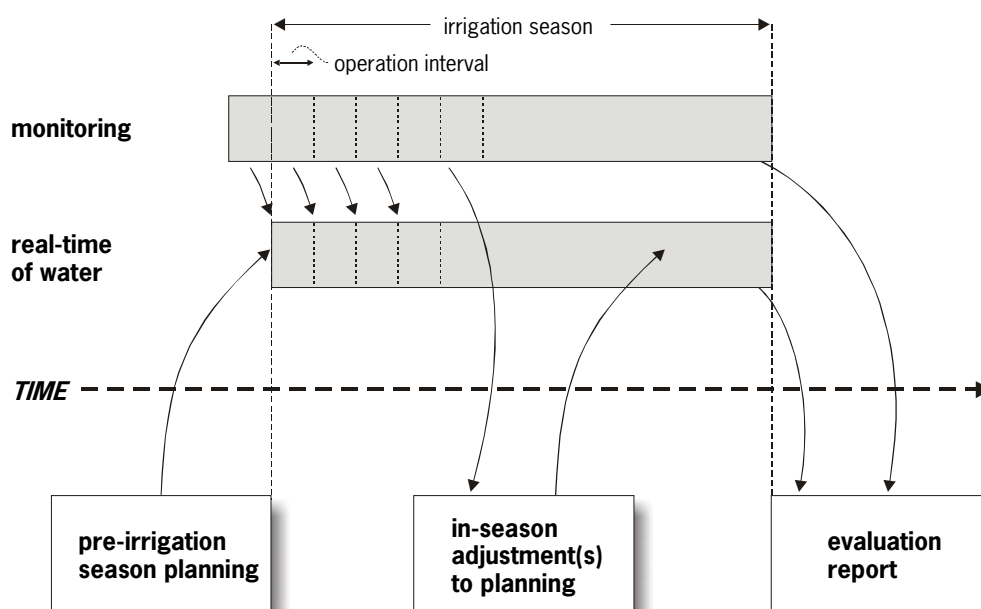 irrigation season
operation interval
monitoring
real-time
of water
TIME
pre-irrigation
season planning
in-season
adjustment(s)
to planning
evaluation
report